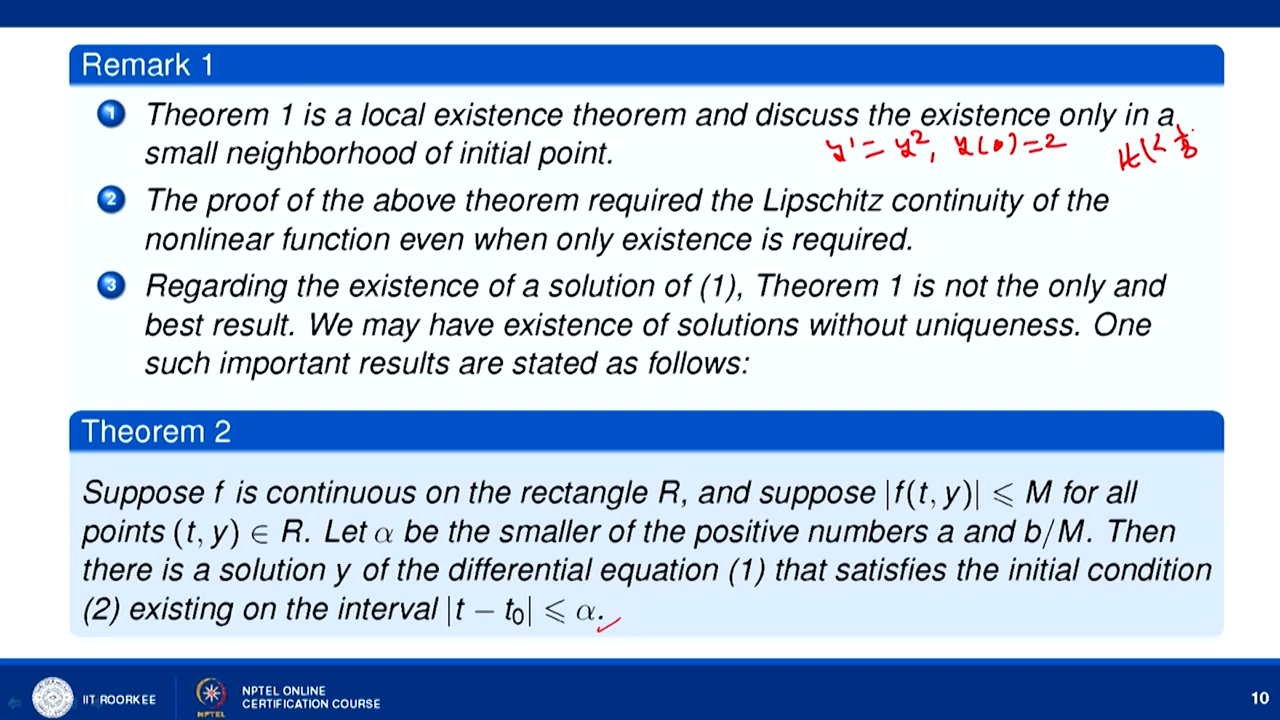 Remark 1
1 Theorem 1 is a local existence theorem and discuss the existence only in a
small neighborhood of initial point.
y' = y², y(0) = 2
2 The proof of the above theorem required the Lipschitz continuity of the
nonlinear function even when only existence is required.
3 Regarding the existence of a solution of (1), Theorem 1 is not the only and
best result. We may have existence of solutions without uniqueness. One
such important results are stated as follows:
Theorem 2
Suppose f is continuous on the rectangle R, and suppose |f(t, y)| ⩽ M for all
points (t, y) ∈ R. Let α be the smaller of the positive numbers a and b/M. Then
there is a solution y of the differential equation (1) that satisfies the initial condition
(2) existing on the interval |t − t₀| ⩽ α.
IIT ROORKEE
NPTEL ONLINE
CERTIFICATION COURSE
NPTEL
10